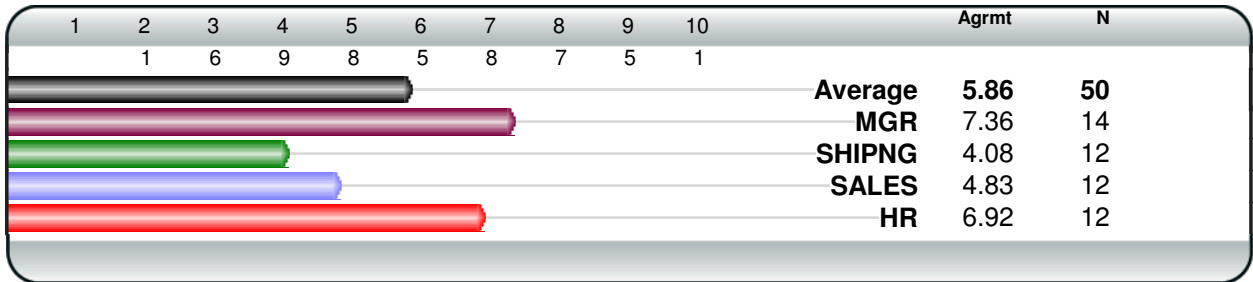 1 2 3 4 5 6 7 8 9 10 Agrmt N
1 6 9 8 5 8 7 5 1
Average 5.86 50
MGR 7.36 14
SHIPNG 4.08 12
SALES 4.83 12
HR 6.92 12